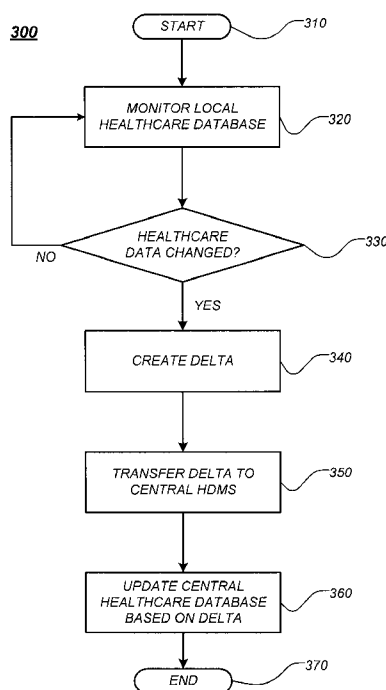 300
START
310
MONITOR LOCAL
HEALTHCARE DATABASE
320
HEALTHCARE
DATA CHANGED?
330
NO
YES
CREATE DELTA
340
TRANSFER DELTA TO
CENTRAL HDMS
350
UPDATE CENTRAL
HEALTHCARE DATABASE
BASED ON DELTA
360
END
370